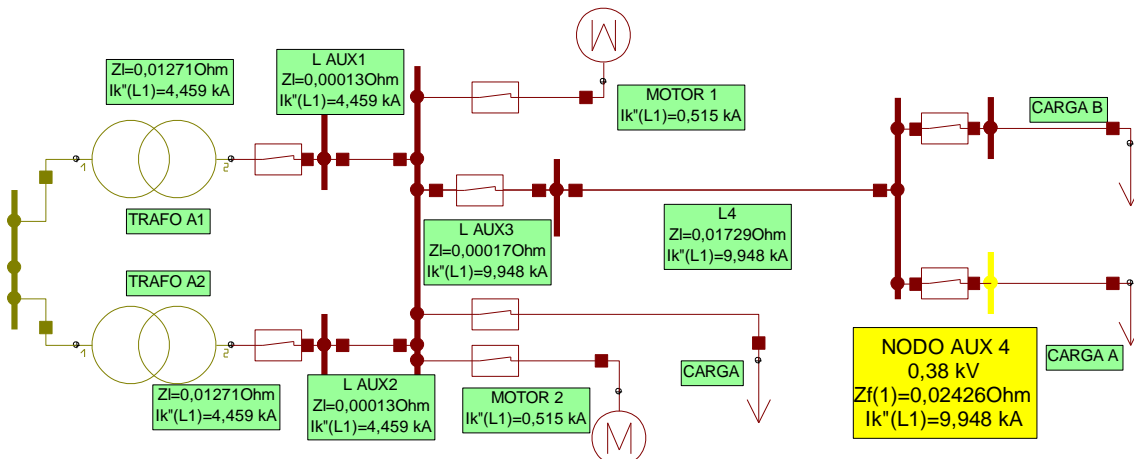 Zl=0,01271Ohm
Ik"(L1)=4,459 kA
L AUX1
Zl=0,00013Ohm
Ik"(L1)=4,459 kA
M
MOTOR 1
Ik"(L1)=0,515 kA
CARGA B
1
2
TRAFO A1
L AUX3
Zl=0,00017Ohm
Ik"(L1)=9,948 kA
L4
Zl=0,01729Ohm
Ik"(L1)=9,948 kA
TRAFO A2
1
2
Zl=0,01271Ohm
Ik"(L1)=4,459 kA
L AUX2
Zl=0,00013Ohm
Ik"(L1)=4,459 kA
MOTOR 2
Ik"(L1)=0,515 kA
M
CARGA
NODO AUX 4
0,38 kV
Zf(1)=0,02426Ohm
Ik"(L1)=9,948 kA
CARGA A